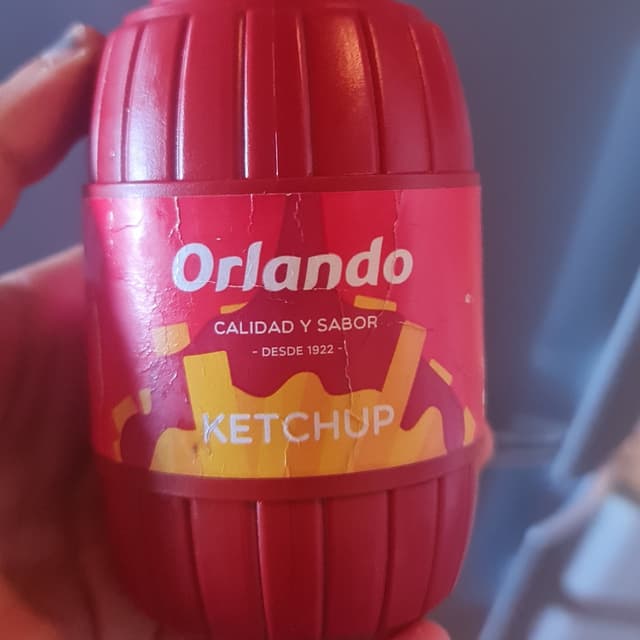 Orlando
CALIDAD Y SABOR
- DESDE 1922 -
KETCHUP